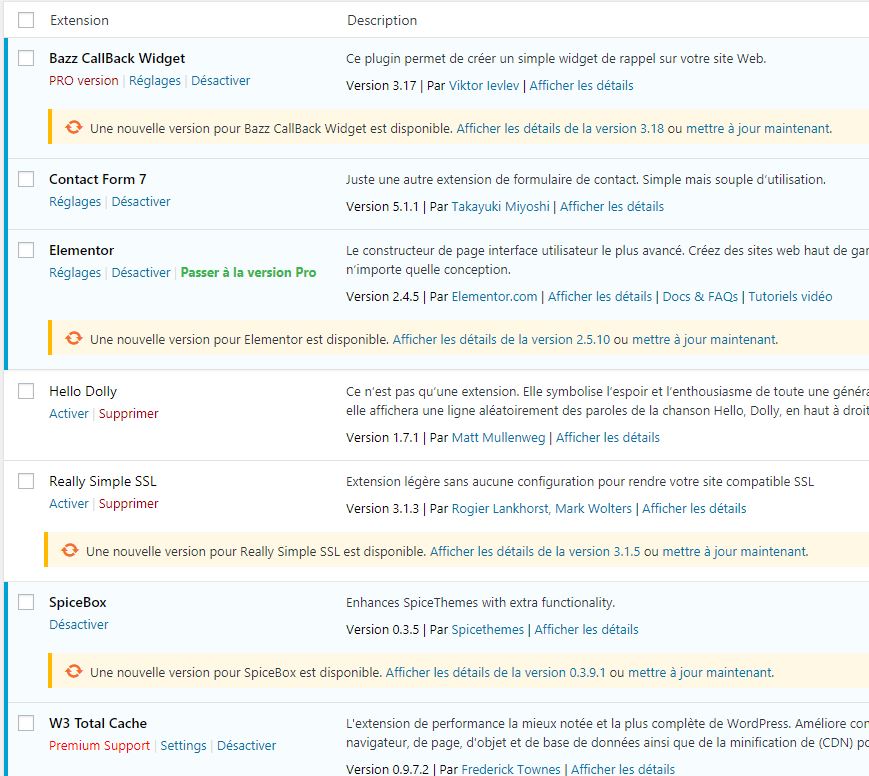 Extension Description
Bazz CallBack Widget Ce plugin permet de créer un simple widget de rappel sur votre site Web.
PRO version | Réglages | Désactiver Version 3.17 | Par Viktor Ievlev | Afficher les détails
Une nouvelle version pour Bazz CallBack Widget est disponible. Afficher les détails de la version 3.18 ou mettre à jour maintenant.
Contact Form 7 Juste une autre extension de formulaire de contact. Simple mais souple d’utilisation.
Réglages | Désactiver Version 5.1.1 | Par Takayuki Miyoshi | Afficher les détails
Elementor Le constructeur de page interface utilisateur le plus avancé. Créez des sites web haut de gar
Réglages | Désactiver | Passer à la version Pro n’importe quelle conception.
Version 2.4.5 | Par Elementor.com | Afficher les détails | Docs & FAQs | Tutoriels vidéo
Une nouvelle version pour Elementor est disponible. Afficher les détails de la version 2.5.10 ou mettre à jour maintenant.
Hello Dolly Ce n’est pas qu’une extension. Elle symbolise l’espoir et l’enthousiasme de toute une généra
Activer | Supprimer elle affichera une ligne aléatoirement des paroles de la chanson Hello, Dolly, en haut à droit
Version 1.7.1 | Par Matt Mullenweg | Afficher les détails
Really Simple SSL Extension légère sans aucune configuration pour rendre votre site compatible SSL
Activer | Supprimer Version 3.1.3 | Par Rogier Lankhorst, Mark Wolters | Afficher les détails
Une nouvelle version pour Really Simple SSL est disponible. Afficher les détails de la version 3.1.5 ou mettre à jour maintenant.
SpiceBox Enhances SpiceThemes with extra functionality.
Désactiver Version 0.3.5 | Par Spicethemes | Afficher les détails
Une nouvelle version pour SpiceBox est disponible. Afficher les détails de la version 0.3.9.1 ou mettre à jour maintenant.
W3 Total Cache L'extension de performance la mieux notée et la plus complète de WordPress. Améliore con
Premium Support | Settings | Désactiver navigateur, de page, d'objet et de base de données ainsi que de la minification de (CDN) po
Version 0.9.7.2 | Par Frederick Townes | Afficher les détails